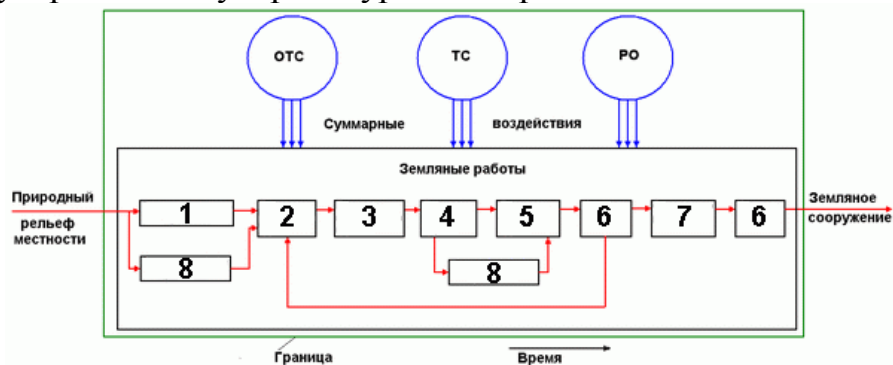 ОТС
ТС
РО
Суммарные
воздействия
Земляные работы
Природный
рельеф
местности
1
2
3
4
5
6
7
6
Земляное
сооружение
8
8
Граница
Время